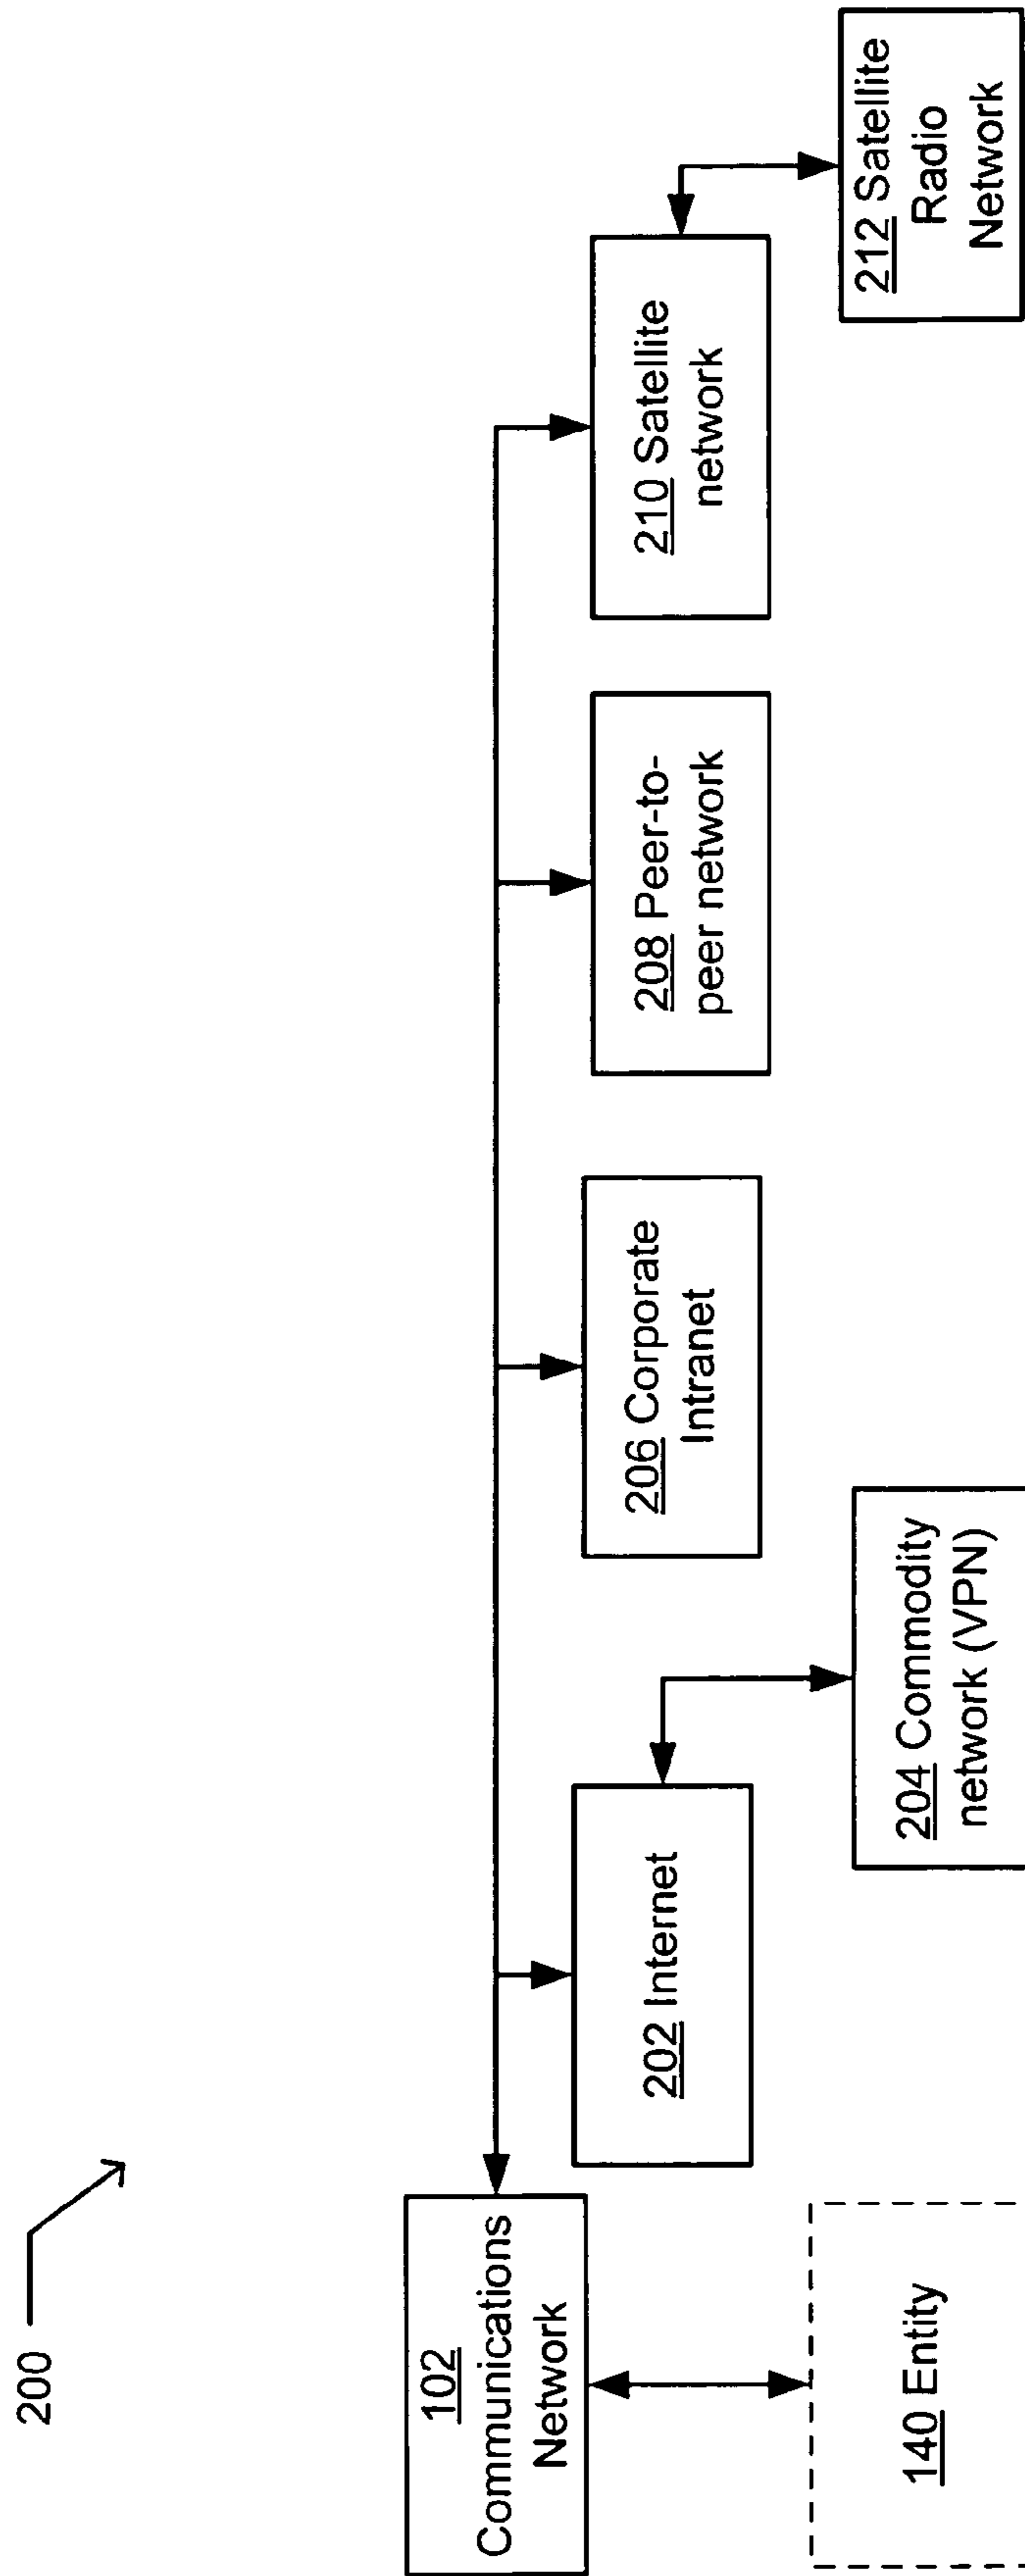 200
102
Communications
Network
140 Entity
202 Internet
204 Commodity
network (VPN)
206 Corporate
Intranet
208 Peer-to-
peer network
210 Satellite
network
212 Satellite
Radio
Network